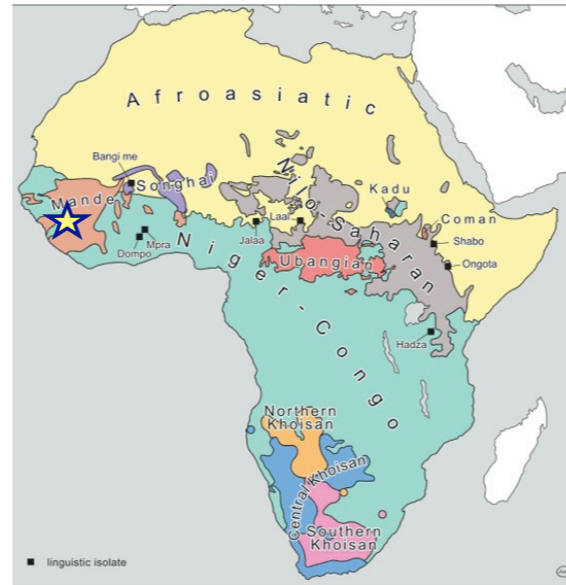 Afroasiatic
Bangi me
Songhai
Mande
Nilo-Saharan
Kadu
Laal
Coman
Jalaa
Shabo
Mpra
Dompo
Niger-Congo
Ubangian
Ongota
Hadza
Northern
Khoisan
Central Khoisan
Southern
Khoisan
linguistic isolate